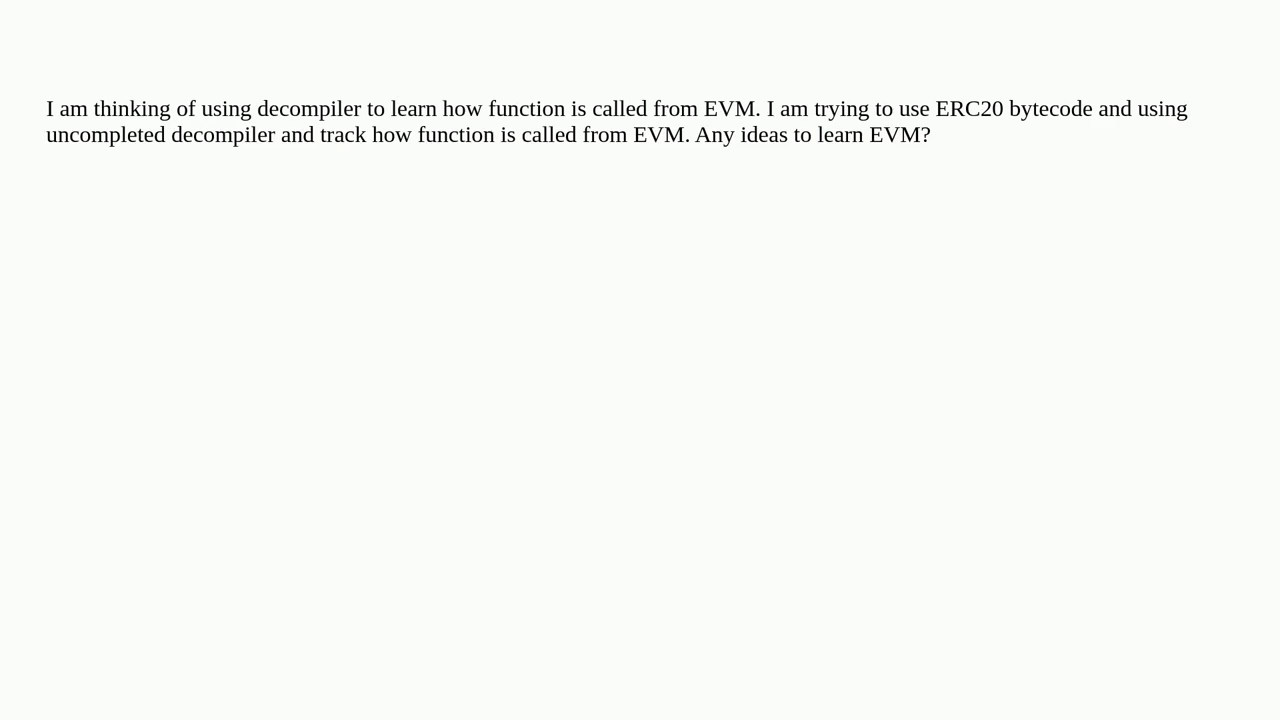 I am thinking of using decompiler to learn how function is called from EVM. I am trying to use ERC20 bytecode and using
uncompleted decompiler and track how function is called from EVM. Any ideas to learn EVM?